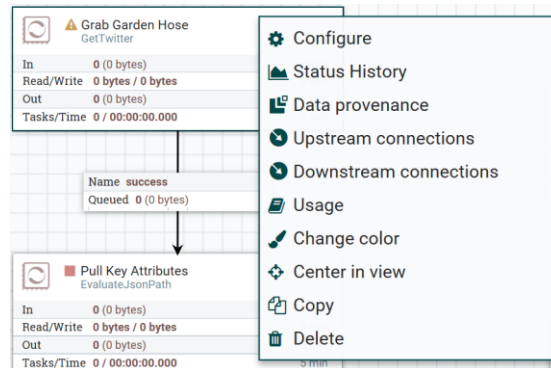 Grab Garden Hose
GetTwitter
In 0 (0 bytes)
Read/Write 0 bytes / 0 bytes
Out 0 (0 bytes)
Tasks/Time 0 / 00:00:00.000
Name success
Queued 0 (0 bytes)
Pull Key Attributes
EvaluateJsonPath
In 0 (0 bytes)
Read/Write 0 bytes / 0 bytes
Out 0 (0 bytes)
Tasks/Time 0 / 00:00:00.000 5 min
Configure
Status History
Data provenance
Upstream connections
Downstream connections
Usage
Change color
Center in view
Copy
Delete